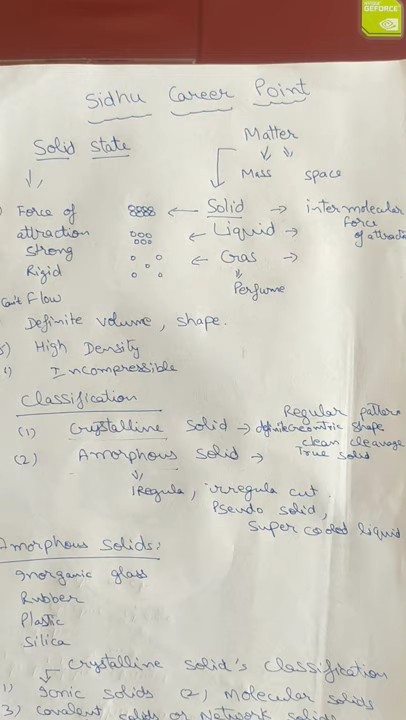 GEFORCE
Sidhu Career Point
Matter
Solid state
Mass space
Force of attraction Solid → intermolecular Force of attraction
Liquid →
strong
Gas →
Rigid
Perfume
Can't Flow
Definite volume, shape.
High Density
Incompressible
Classification
(1) Crystalline solid → Regular pattern
definite geometric shape
clean cleavage
True solid
(2) Amorphous solid →
IRegula, irregula cut.
Pseudo solid,
Super cooled liquid
Amorphous Solids:
Inorganic glass
Rubber
Plastic
Silica
Crystalline solid's classification
1) Ionic solids (2) Molecular solids
3) Covalent solids or Network solids